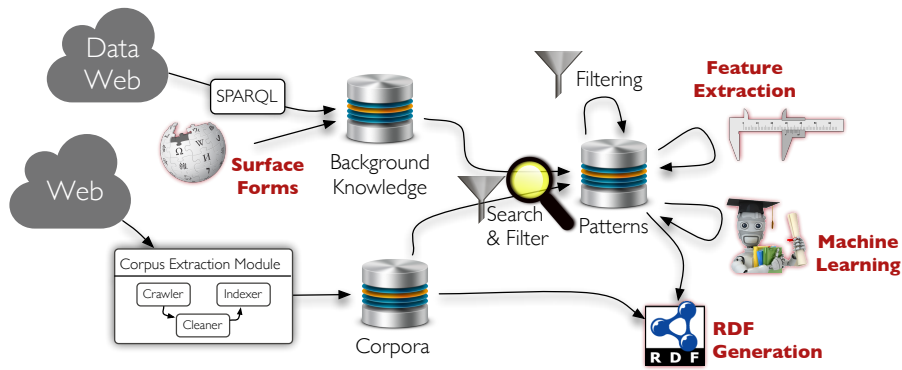 Data
Web
SPARQL
Surface
Forms
Background
Knowledge
Filtering
Feature
Extraction
Web
Search
& Filter
Patterns
Machine
Learning
Corpus Extraction Module
Crawler
Indexer
Cleaner
Corpora
RDF
RDF
Generation